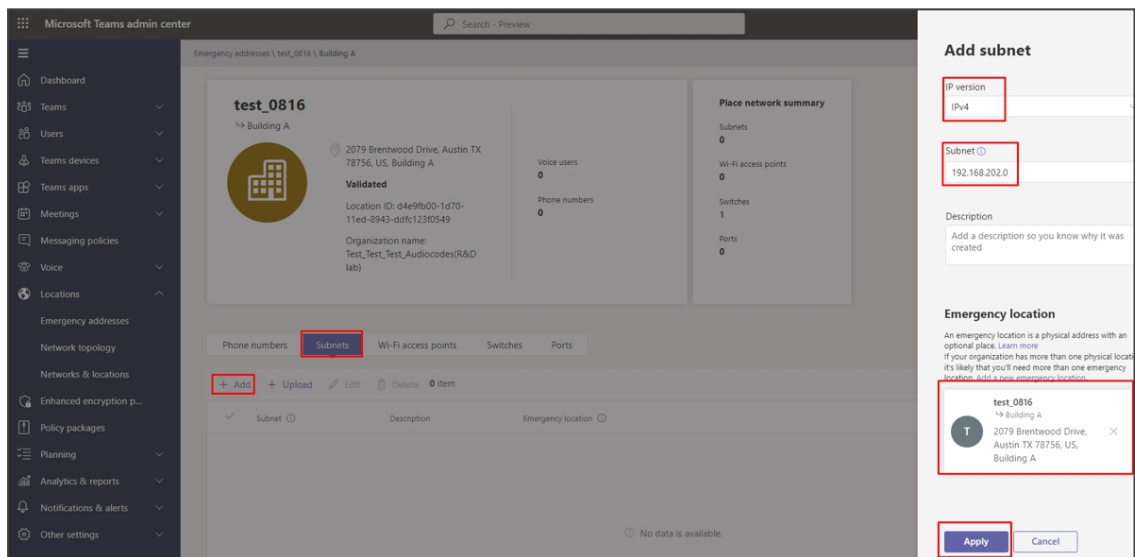 Microsoft Teams admin center
Search - Preview
Dashboard
Teams
Users
Teams devices
Teams apps
Meetings
Messaging policies
Voice
Locations
Emergency addresses
Network topology
Networks & locations
Enhanced encryption p...
Policy packages
Planning
Analytics & reports
Notifications & alerts
Other settings
Emergency addresses \ test_0816 \ Building A
test_0816
Building A
2079 Brentwood Drive, Austin TX
78756, US, Building A
Validated
Location ID: d4e9fb00-1d70-
11ed-8943-ddfc123f0549
Organization name:
Test_Test_Test_Audiocodes(R&D
lab)
Voice users
0
Phone numbers
0
Place network summary
Subnets
0
Wi-Fi access points
0
Switches
1
Ports
0
Phone numbers Subnets Wi-Fi access points Switches Ports
+ Add + Upload Edit Delete 0 item
Subnet Description Emergency location
No data is available.
Add subnet
IP version
IPv4
Subnet
192.168.202.0
Description
Add a description so you know why it was
created
Emergency location
An emergency location is a physical address with an
optional place. Learn more
If your organization has more than one physical locati
it's likely that you'll need more than one emergency
location. Add a new emergency location.
test_0816
Building A
T
2079 Brentwood Drive,
Austin TX 78756, US,
Building A
Apply Cancel